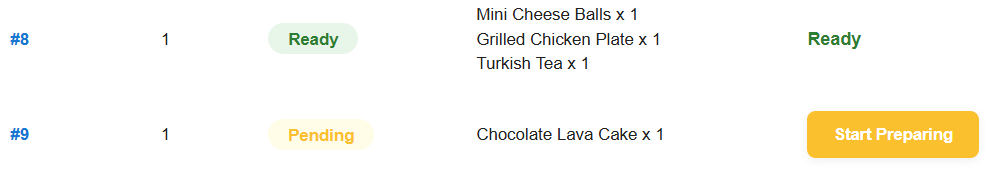 Mini Cheese Balls x 1
#8 1 Ready Grilled Chicken Plate x 1 Ready
Turkish Tea x 1
#9 1 Pending Chocolate Lava Cake x 1 Start Preparing